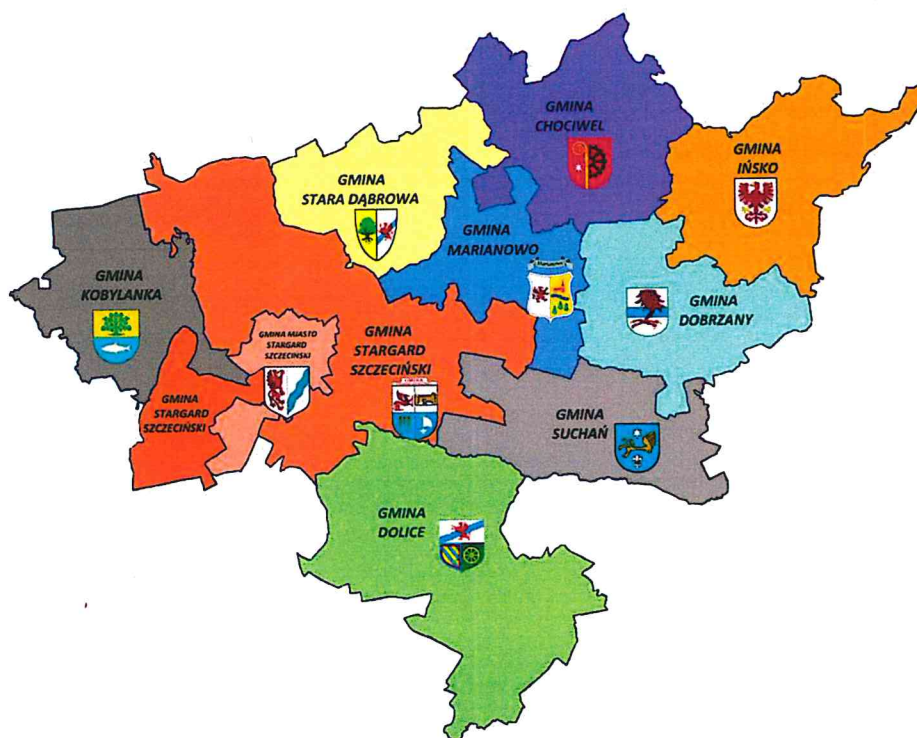 GMINA
CHOCIWEL
GMINA
IŃSKO
GMINA
STARA DĄBROWA
GMINA
MARIANOWO
GMINA
KOBYLANKA
GMINA
DOBRZANY
GMINA MIASTO
STARGARD
SZCZECIŃSKI
GMINA
STARGARD
SZCZECIŃSKI
GMINA
STARGARD
SZCZECIŃSKI
GMINA
GMINA
SUCHAŃ
GMINA
DOLICE